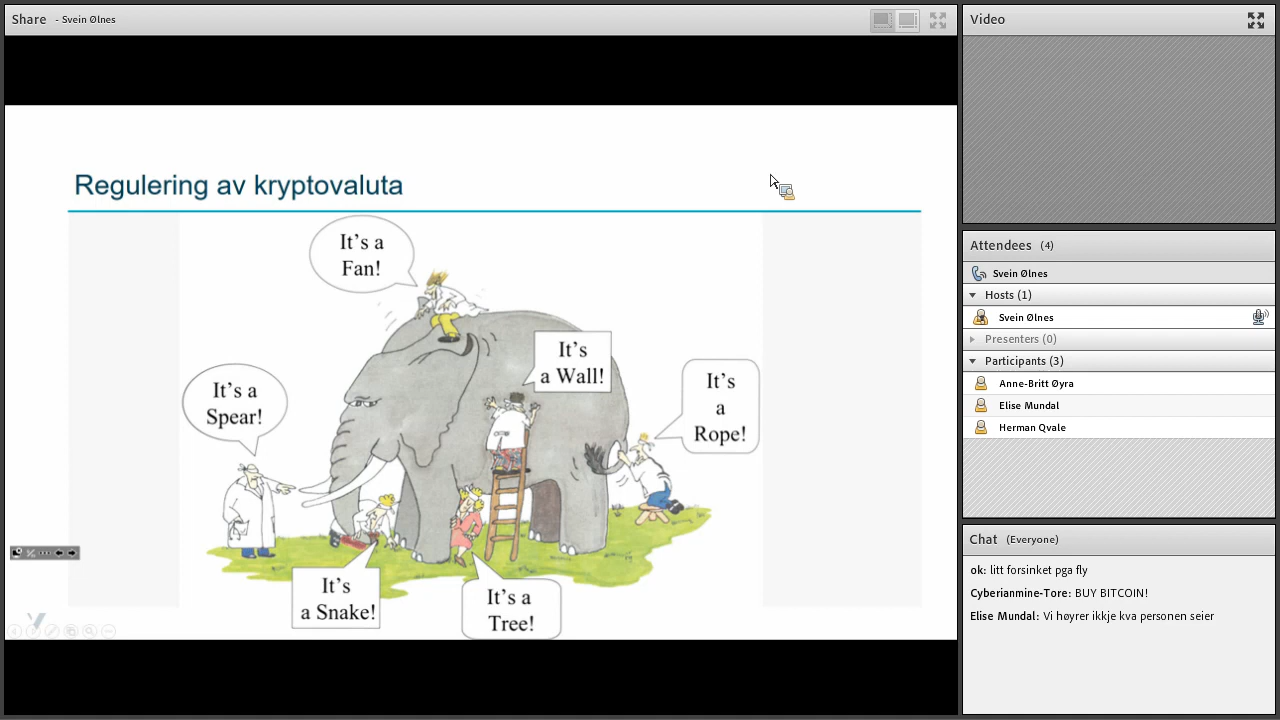 Share - Svein Ølnes
Regulering av kryptovaluta
It's a
Fan!
It's
a Wall!
It's
a
Rope!
It's a
Spear!
It's
a Snake!
It's a
Tree!
Video
Attendees (4)
Svein Ølnes
Hosts (1)
Svein Ølnes
Presenters (0)
Participants (3)
Anne-Britt Øyra
Elise Mundal
Herman Qvale
Chat (Everyone)
ok: litt forsinket pga fly
Cyberianmine-Tore: BUY BITCOIN!
Elise Mundal: Vi høyrer ikkje kva personen seier